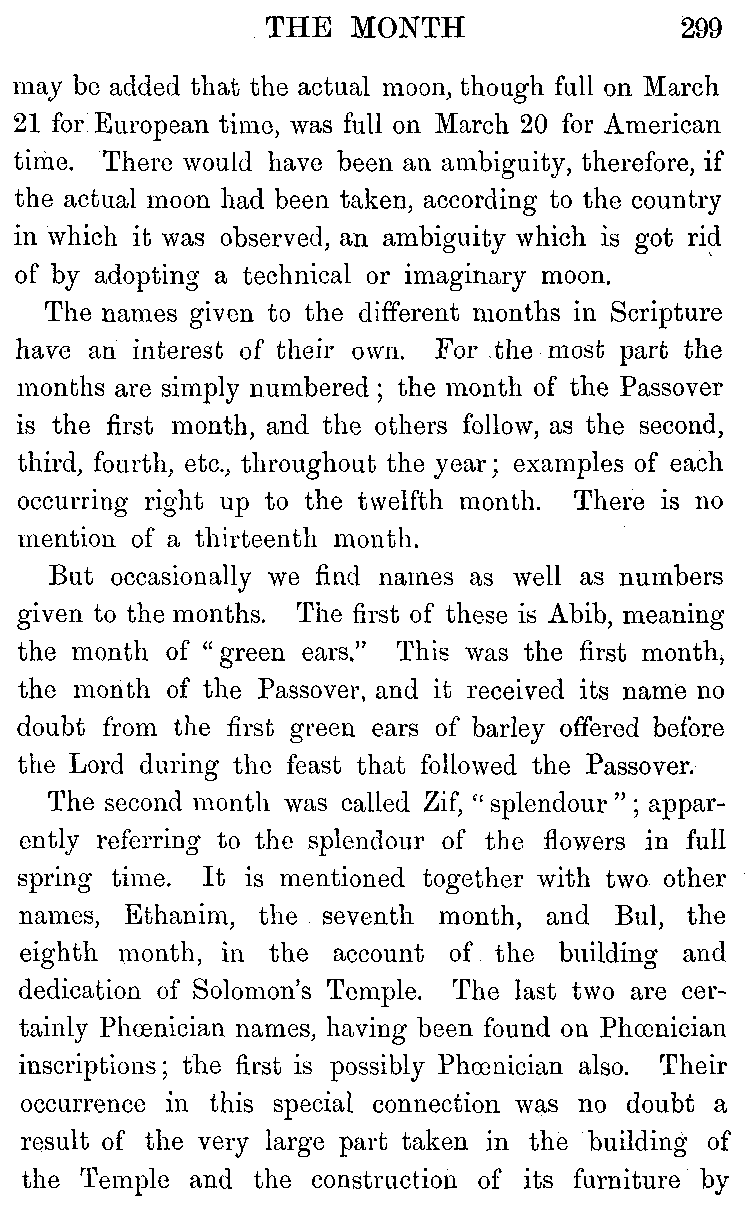 THE MONTH 299
may be added that the actual moon, though full on March
21 for European time, was full on March 20 for American
time. There would have been an ambiguity, therefore, if
the actual moon had been taken, according to the country
in which it was observed, an ambiguity which is got rid
of by adopting a technical or imaginary moon.
The names given to the different months in Scripture
have an interest of their own. For the most part the
months are simply numbered; the month of the Passover
is the first month, and the others follow, as the second,
third, fourth, etc., throughout the year; examples of each
occurring right up to the twelfth month. There is no
mention of a thirteenth month.
But occasionally we find names as well as numbers
given to the months. The first of these is Abib, meaning
the month of "green ears." This was the first month,
the month of the Passover, and it received its name no
doubt from the first green ears of barley offered before
the Lord during the feast that followed the Passover.
The second month was called Zif, "splendour"; appar-
ently referring to the splendour of the flowers in full
spring time. It is mentioned together with two other
names, Ethanim, the seventh month, and Bul, the
eighth month, in the account of the building and
dedication of Solomon's Temple. The last two are cer-
tainly Phœnician names, having been found on Phœnician
inscriptions; the first is possibly Phœnician also. Their
occurrence in this special connection was no doubt a
result of the very large part taken in the building of
the Temple and the construction of its furniture by